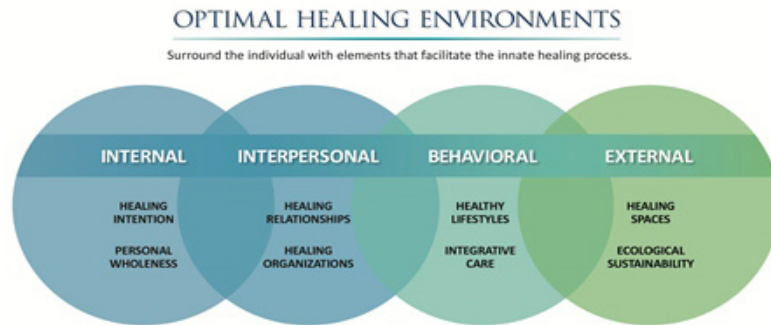 OPTIMAL HEALING ENVIRONMENTS
Surround the individual with elements that facilitate the innate healing process.
INTERNAL
HEALING
INTENTION
PERSONAL
WHOLENESS
INTERPERSONAL
HEALING
RELATIONSHIPS
HEALING
ORGANIZATIONS
BEHAVIORAL
HEALTHY
LIFESTYLES
INTEGRATIVE
CARE
EXTERNAL
HEALING
SPACES
ECOLOGICAL
SUSTAINABILITY